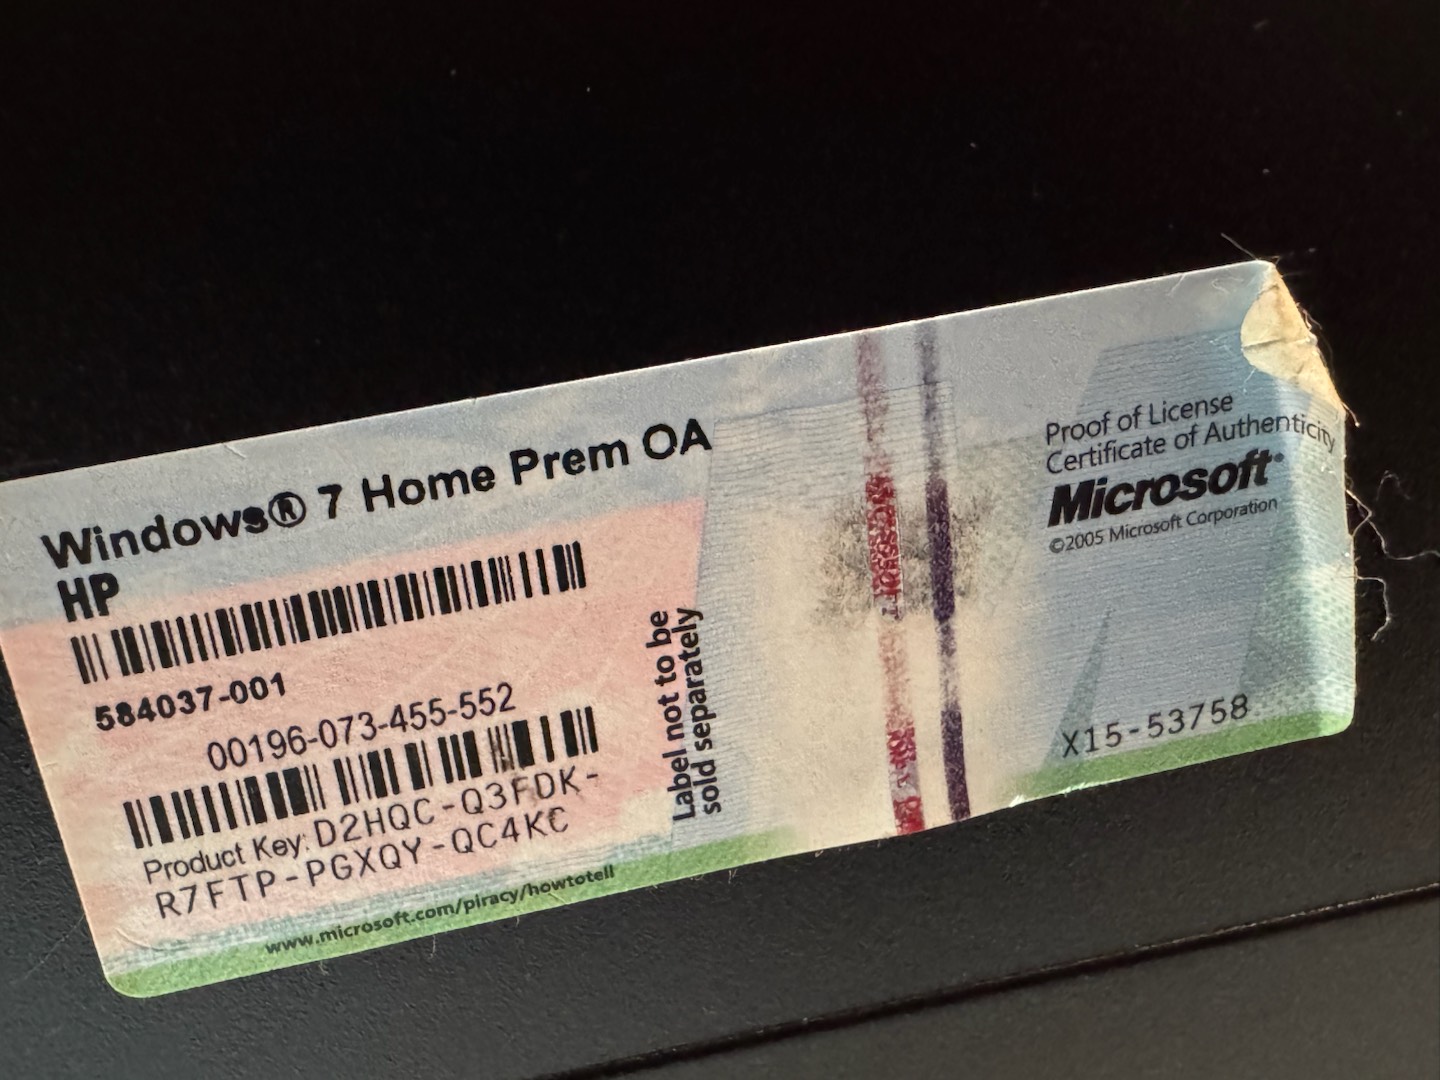 Windows® 7 Home Prem OA
HP
584037-001
00196-073-455-552
Product Key: D2HQC-Q3FDK-
R7FTP-PGXQY-QC4KC
www.microsoft.com/piracy/howtotell
Label not to be
sold separately
MICROSOFT
Proof of License
Certificate of Authenticity
Microsoft®
©2005 Microsoft Corporation
X15-53758